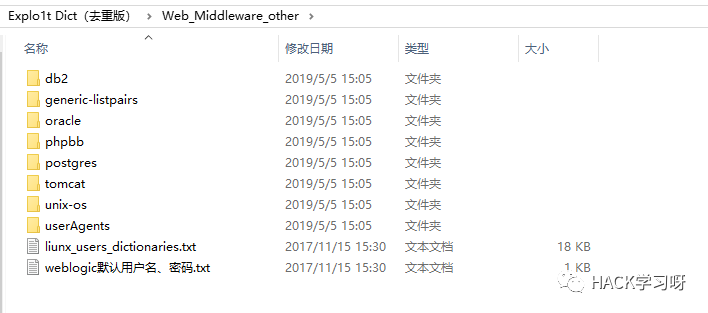 Explo1t Dict（去重版） > Web_Middleware_other
名称 修改日期 类型 大小
db2 2019/5/5 15:05 文件夹
generic-listpairs 2019/5/5 15:05 文件夹
oracle 2019/5/5 15:05 文件夹
phpbb 2019/5/5 15:05 文件夹
postgres 2019/5/5 15:05 文件夹
tomcat 2019/5/5 15:05 文件夹
unix-os 2019/5/5 15:05 文件夹
userAgents 2019/5/5 15:05 文件夹
liunx_users_dictionaries.txt 2017/11/15 15:30 文本文档 18 KB
weblogic默认用户名、密码.txt 2017/11/15 15:30 文本文档 1 KB
HACK学习呀